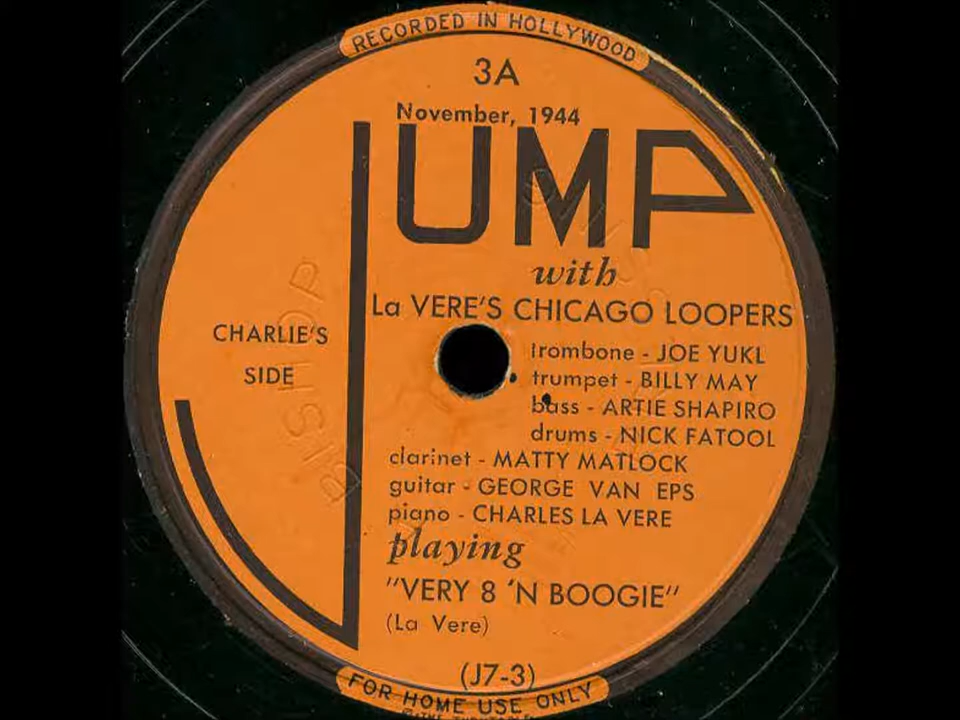 RECORDED IN HOLLYWOOD
3A
November, 1944
JUMP
with
La VERE'S CHICAGO LOOPERS
CHARLIE'S
SIDE
trombone - JOE YUKL
trumpet - BILLY MAY
bass - ARTIE SHAPIRO
drums - NICK FATOOL
clarinet - MATTY MATLOCK
guitar - GEORGE VAN EPS
piano - CHARLES LA VERE
playing
"VERY 8 'N BOOGIE"
(La Vere)
(J7-3)
FOR HOME USE ONLY